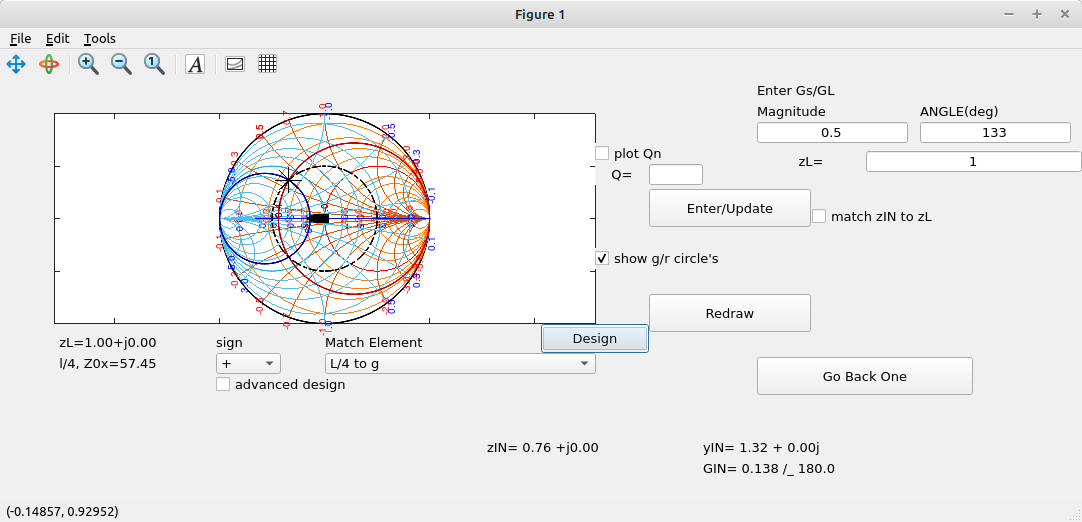 Figure 1
File Edit Tools
Enter Gs/GL
Magnitude
ANGLE(deg)
0.5
133
plot Qn
zL=
1
Q=
Enter/Update
match zIN to zL
show g/r circle's
Redraw
zL=1.00+j0.00
sign
Match Element
Design
l/4, Z0x=57.45
+
L/4 to g
advanced design
Go Back One
zIN= 0.76 +j0.00
yIN= 1.32 + 0.00j
GIN= 0.138 /_ 180.0
(-0.14857, 0.92952)